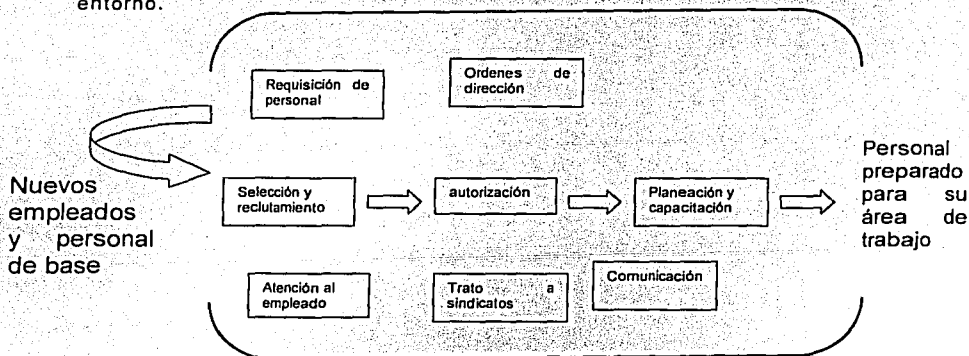 entorno.
Requisición de
personal
Ordenes de
dirección
Nuevos
empleados
y personal
de base
Selección y
reclutamiento
autorización
Planeación y
capacitación
Personal
preparado
para su
área de
trabajo
Atención al
empleado
Trato a
sindicatos
Comunicación